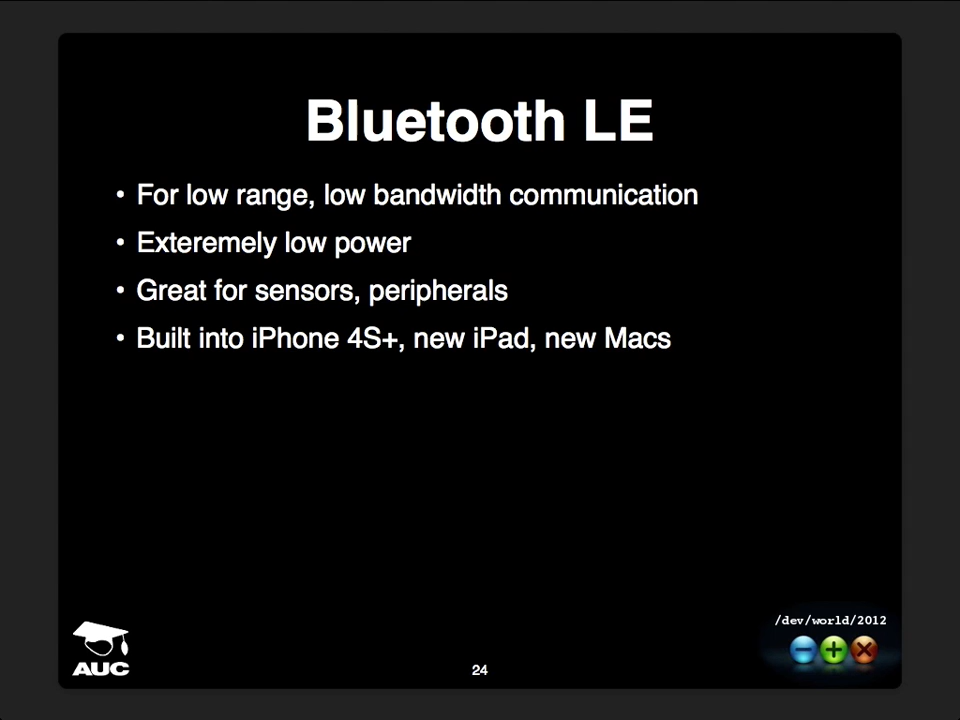 Bluetooth LE
• For low range, low bandwidth communication
• Exteremely low power
• Great for sensors, peripherals
• Built into iPhone 4S+, new iPad, new Macs
/dev/world/2012
AUC
24